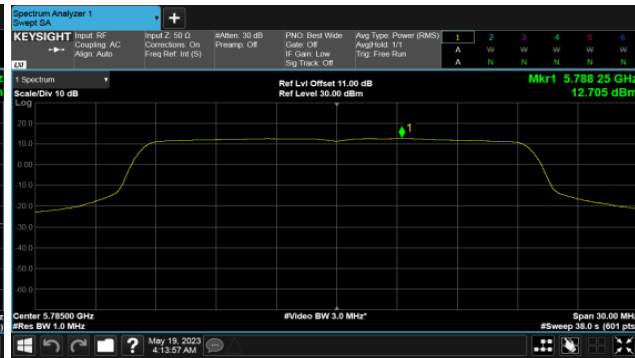 Spectrum Analyzer 1
Swept SA
+
KEYSIGHT
Input: RF
Coupling: AC
Align: Auto
Input Z: 50 Ω
Corrections: On
Freq Ref: Int (S)
#Atten: 30 dB
Preamp: Off
PNO: Best Wide
Gate: Off
IF Gain: Low
Sig Track: Off
Avg Type: Power (RMS)
Avg|Hold: 1/1
Trig: Free Run
1 2 3 4 5 6
A W W W W W
A N N N N N
LXI
1 Spectrum
Scale/Div 10 dB
Log
Ref Lvl Offset 11.00 dB
Ref Level 30.00 dBm
Mkr1 5.788 25 GHz
12.705 dBm
1
20.0
10.0
0.00
-10.0
-20.0
-30.0
-40.0
-50.0
-60.0
Center 5.78500 GHz
#Res BW 1.0 MHz
#Video BW 3.0 MHz*
Span 30.00 MHz
#Sweep 38.0 s (601 pts
?
May 19, 2023
4:13:57 AM